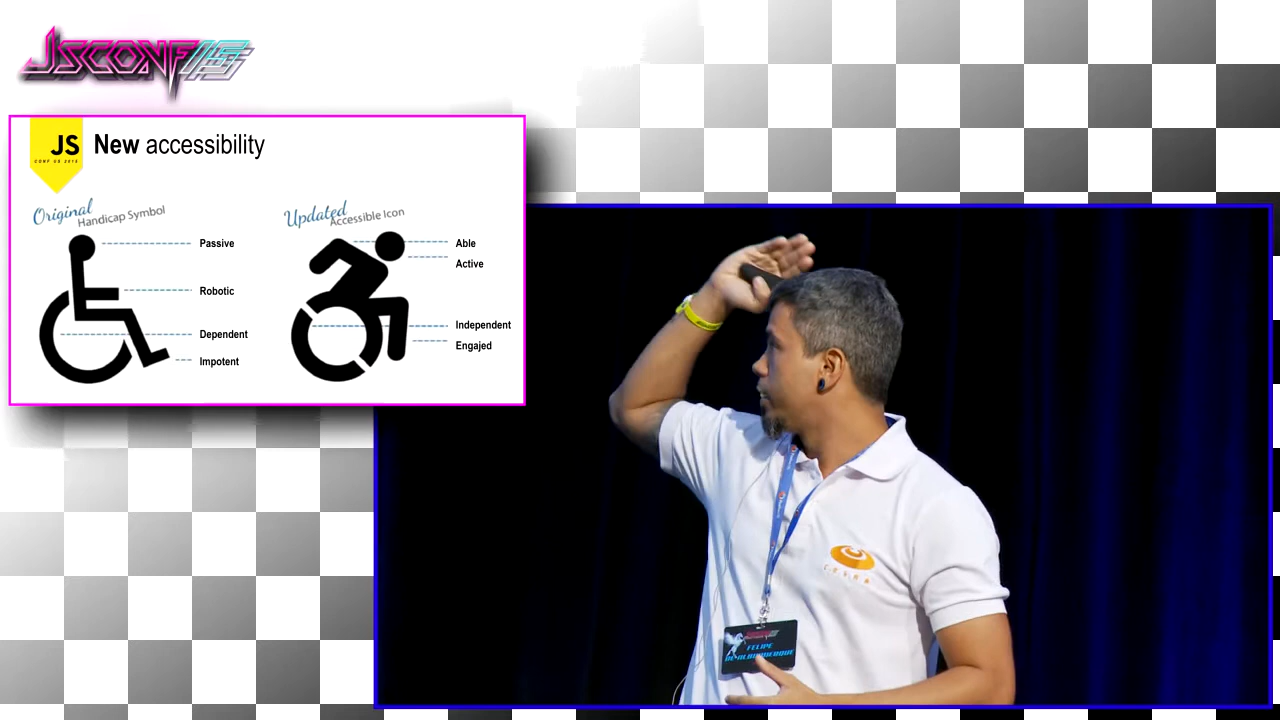 JSCONF15
JS
CONF US 2015
New accessibility
Original
Handicap Symbol
Passive
Robotic
Dependent
Impotent
Updated
Accessible Icon
Able
Active
Independent
Engajed
FELIPE